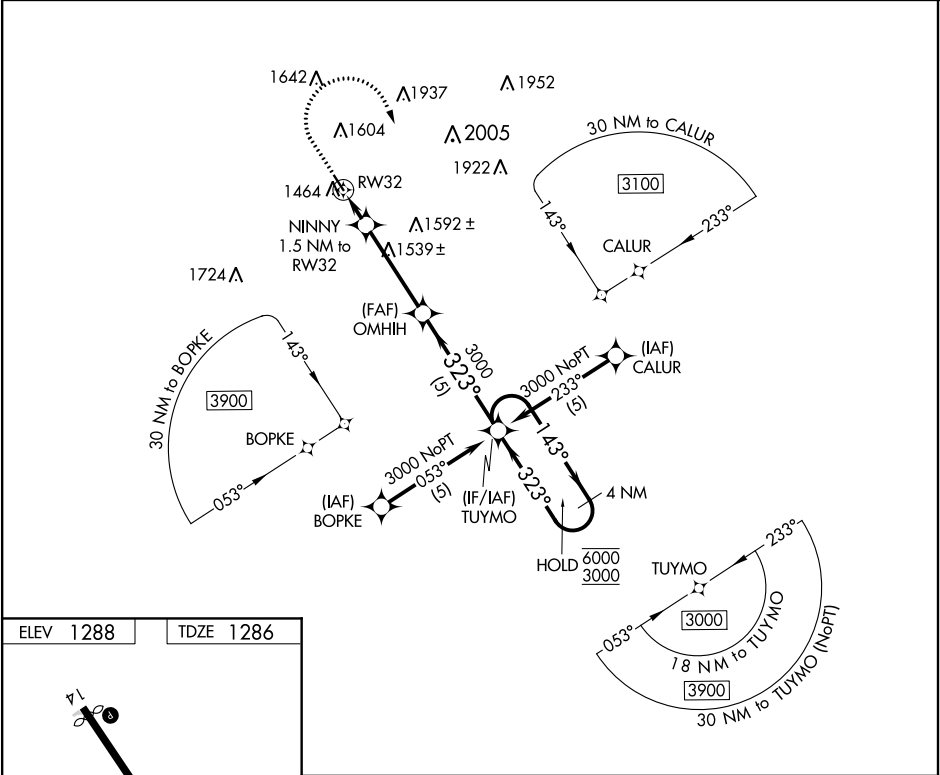 1642
1937
1952
1604
2005
1922
1464
RW32
NINNY
1.5 NM to
RW32
1592 ±
1539 ±
1724
30 NM to CALUR
3100
143°
233°
CALUR
(FAF)
OMHIH
3000
323°
(5)
30 NM to BOPKE
143°
3900
BOPKE
053°
(IAF)
CALUR
3000 NoPT
233°
(5)
3000 NoPT
053°
(5)
(IAF)
BOPKE
(IF/IAF)
TUYMO
143°
323°
4 NM
HOLD
6000
3000
TUYMO
233°
053°
3000
18 NM to TUYMO
3900
30 NM to TUYMO (NoPT)
ELEV 1288
TDZE 1286
14
P